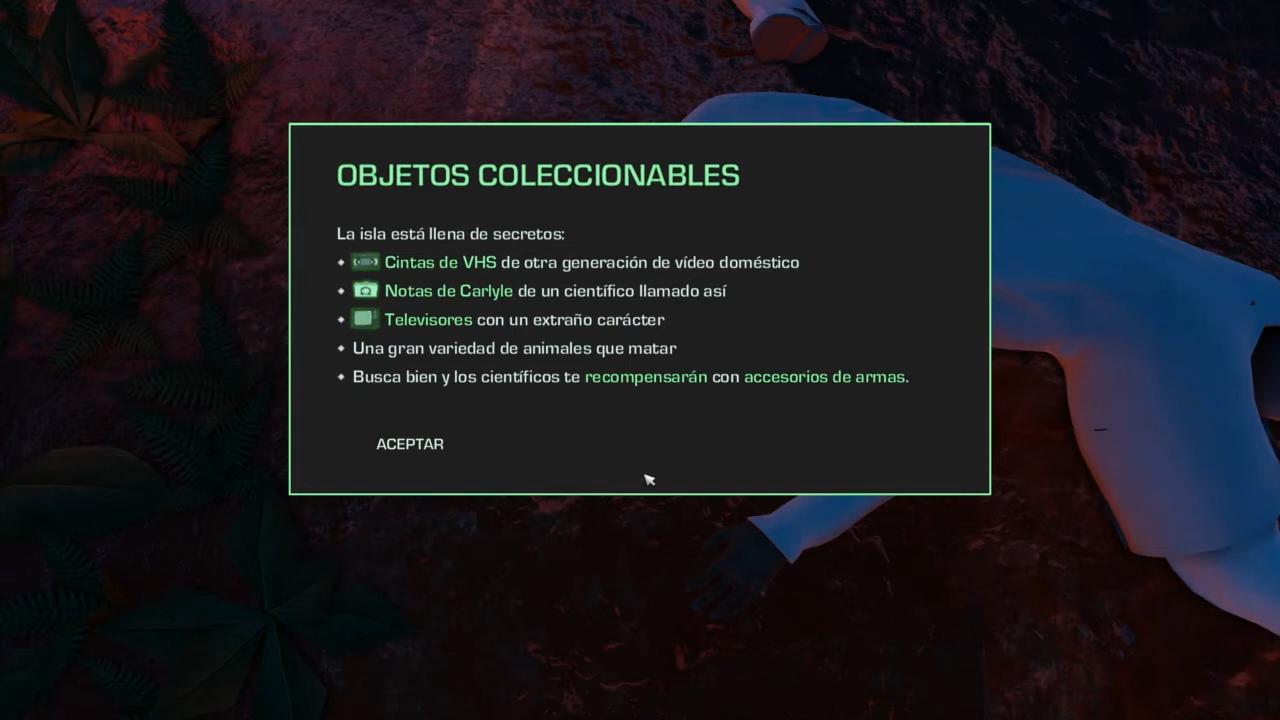 OBJETOS COLECCIONABLES
La isla está llena de secretos:
Cintas de VHS de otra generación de vídeo doméstico
Notas de Carlyle de un científico llamado así
Televisores con un extraño carácter
Una gran variedad de animales que matar
Busca bien y los científicos te recompensarán con accesorios de armas.
ACEPTAR